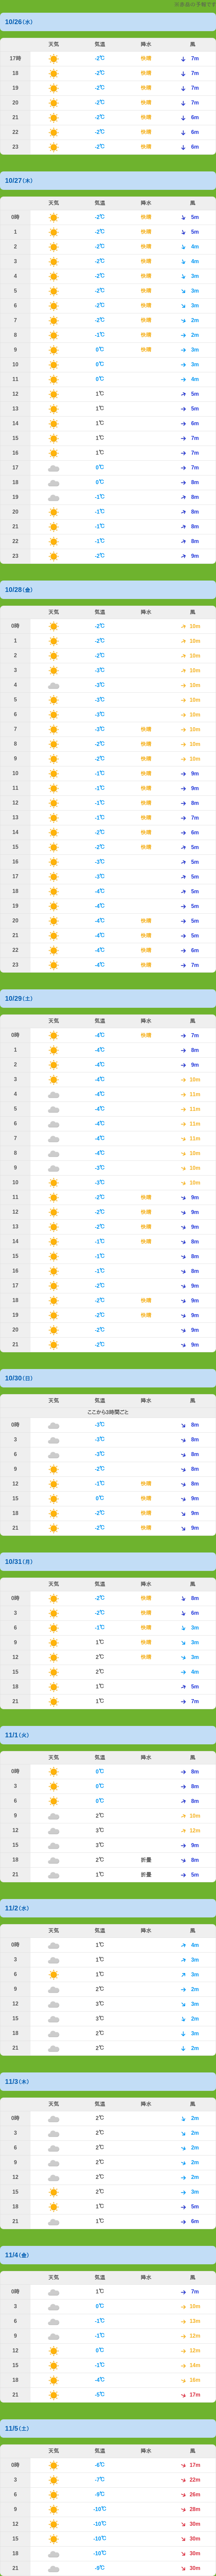 10/26(水)
天気 気温 降水 風
17時 -2℃ 快晴 7m
18 -2℃ 快晴 7m
19 -2℃ 快晴 7m
20 -2℃ 快晴 7m
21 -2℃ 快晴 6m
22 -2℃ 快晴 6m
23 -2℃ 快晴 6m
10/27(木)
天気 気温 降水 風
0時 -2℃ 快晴 5m
1 -2℃ 快晴 5m
2 -2℃ 快晴 4m
3 -2℃ 快晴 4m
4 -2℃ 快晴 3m
5 -2℃ 快晴 3m
6 -2℃ 快晴 3m
7 -2℃ 快晴 2m
8 -1℃ 快晴 2m
9 0℃ 快晴 3m
10 0℃ 3m
11 0℃ 4m
12 1℃ 5m
13 1℃ 5m
14 1℃ 6m
15 1℃ 7m
16 1℃ 7m
17 0℃ 7m
18 0℃ 8m
19 -1℃ 8m
20 -1℃ 8m
21 -1℃ 8m
22 -1℃ 8m
23 -2℃ 9m
10/28(金)
天気 気温 降水 風
0時 -2℃ 10m
1 -2℃ 10m
2 -2℃ 10m
3 -3℃ 10m
4 -3℃ 10m
5 -3℃ 10m
6 -3℃ 10m
7 -3℃ 快晴 10m
8 -2℃ 快晴 10m
9 -2℃ 快晴 10m
10 -1℃ 快晴 9m
11 -1℃ 快晴 9m
12 -1℃ 快晴 8m
13 -1℃ 快晴 7m
14 -2℃ 快晴 6m
15 -2℃ 快晴 5m
16 -3℃ 5m
17 -3℃ 5m
18 -4℃ 5m
19 -4℃ 5m
20 -4℃ 快晴 5m
21 -4℃ 快晴 5m
22 -4℃ 快晴 6m
23 -4℃ 快晴 7m
10/29(土)
天気 気温 降水 風
0時 -4℃ 快晴 7m
1 -4℃ 8m
2 -4℃ 9m
3 -4℃ 10m
4 -4℃ 11m
5 -4℃ 11m
6 -4℃ 11m
7 -4℃ 11m
8 -4℃ 10m
9 -3℃ 10m
10 -3℃ 10m
11 -2℃ 快晴 9m
12 -2℃ 快晴 9m
13 -2℃ 快晴 9m
14 -1℃ 快晴 8m
15 -1℃ 8m
16 -1℃ 8m
17 -2℃ 9m
18 -2℃ 快晴 9m
19 -2℃ 快晴 9m
20 -2℃ 9m
21 -2℃ 9m
10/30(日)
天気 気温 降水 風
ここから3時間ごと
0時 -3℃ 8m
3 -3℃ 8m
6 -3℃ 8m
9 -2℃ 8m
12 -1℃ 快晴 8m
15 0℃ 快晴 9m
18 -2℃ 快晴 9m
21 -2℃ 快晴 9m
10/31(月)
天気 気温 降水 風
0時 -2℃ 快晴 8m
3 -2℃ 快晴 6m
6 -1℃ 快晴 3m
9 1℃ 快晴 3m
12 2℃ 快晴 3m
15 2℃ 4m
18 1℃ 5m
21 1℃ 7m
11/1(火)
天気 気温 降水 風
0時 0℃ 8m
3 0℃ 8m
6 0℃ 8m
9 2℃ 10m
12 3℃ 12m
15 3℃ 9m
18 2℃ 折曇 8m
21 1℃ 折曇 5m
11/2(水)
天気 気温 降水 風
0時 1℃ 4m
3 1℃ 3m
6 1℃ 3m
9 2℃ 2m
12 3℃ 3m
15 3℃ 2m
18 2℃ 3m
21 2℃ 2m
11/3(木)
天気 気温 降水 風
0時 2℃ 2m
3 2℃ 2m
6 2℃ 2m
9 2℃ 2m
12 2℃ 2m
15 2℃ 3m
18 1℃ 5m
21 1℃ 6m
11/4(金)
天気 気温 降水 風
0時 1℃ 7m
3 0℃ 10m
6 -1℃ 13m
9 -1℃ 12m
12 0℃ 12m
15 -1℃ 14m
18 -4℃ 16m
21 -5℃ 17m
11/5(土)
天気 気温 降水 風
0時 -6℃ 17m
3 -7℃ 22m
6 -9℃ 26m
9 -10℃ 28m
12 -10℃ 30m
15 -10℃ 30m
18 -10℃ 30m
21 -9℃ 30m